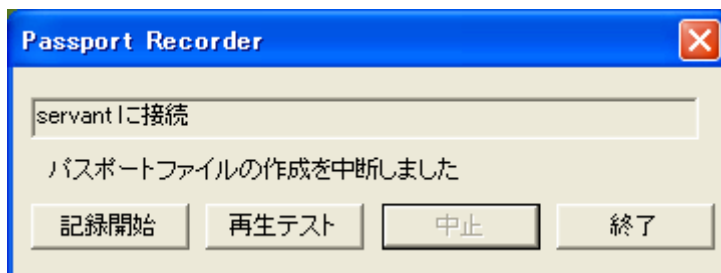 Passport Recorder
servantに接続
パスポートファイルの作成を中断しました
記録開始 再生テスト 中止 終了